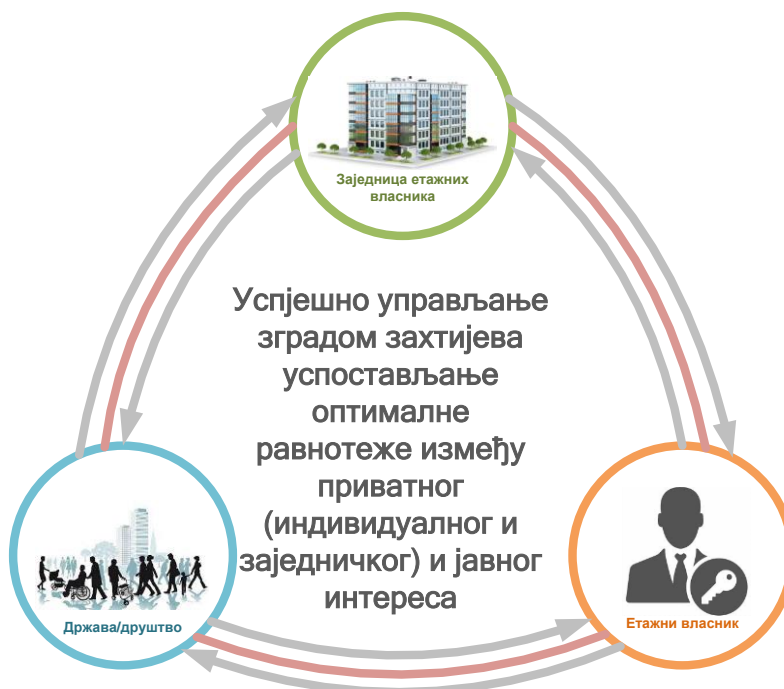 Заједница етажних
власника
Успјешно управљање
зградом захтијева
успостављање
оптималне
равнотеже између
приватног
(индивидуалног и
заједничког) и јавног
интереса
Држава/друштво
Етажни власник